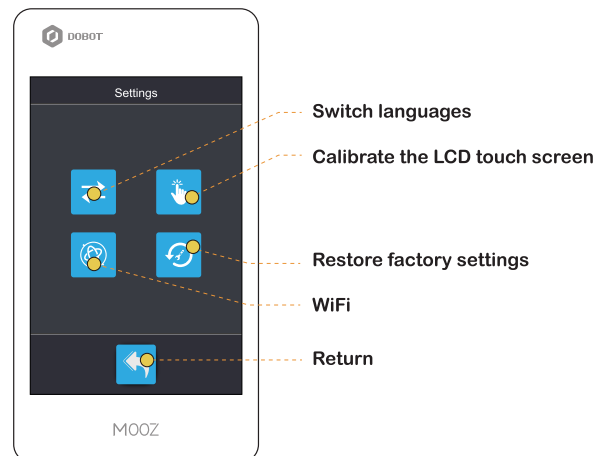 DOBOT
Settings
Switch languages
Calibrate the LCD touch screen
Restore factory settings
WiFi
Return
MOOZ